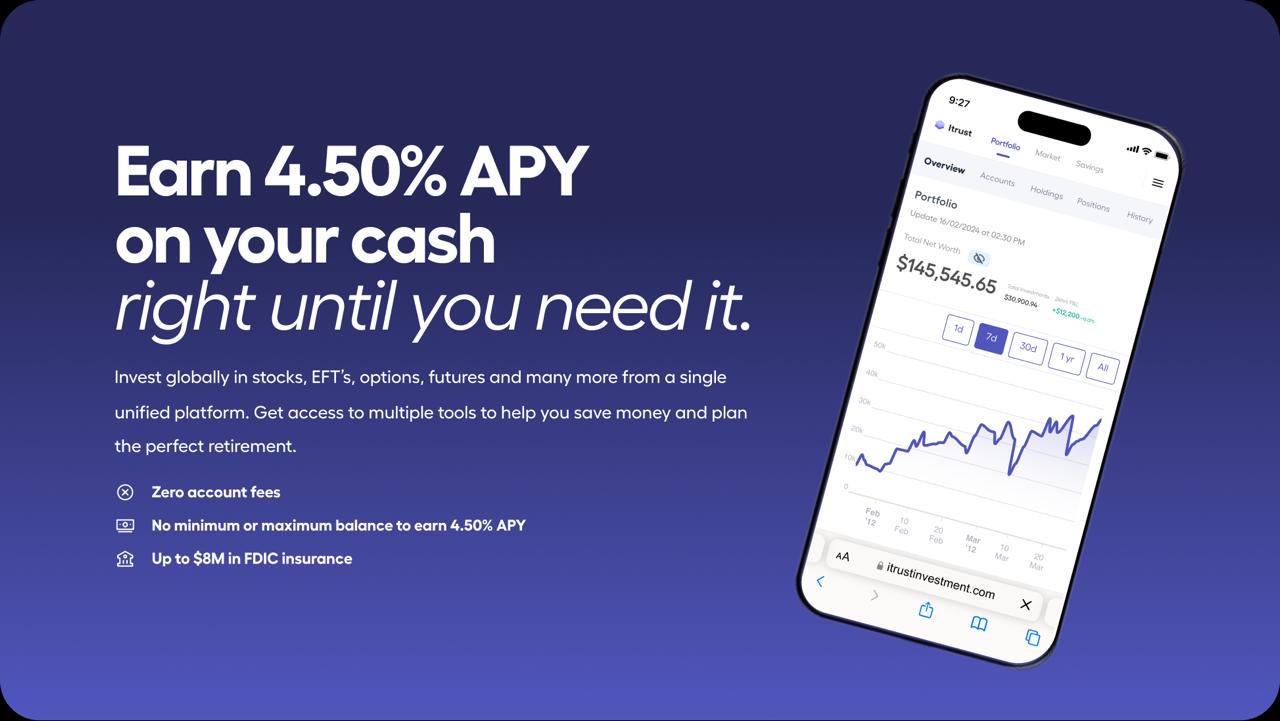 Earn 4.50% APY
on your cash
right until you need it.
Invest globally in stocks, EFT's, options, futures and many more from a single
unified platform. Get access to multiple tools to help you save money and plan
the perfect retirement.
Zero account fees
No minimum or maximum balance to earn 4.50% APY
Up to $8M in FDIC insurance
9:27
Itrust Portfolio Market Savings
Overview Accounts Holdings Positions History
Portfolio
Update 16/02/2024 at 02:30 PM
Total Net Worth
$145,545.65
Total Investments
$30,900.94
24hrs P&L
+$12,200
1d 7d 30d 1 yr All
50k
40k
30k
20k
10k
0
Feb '12
10 Feb
20 Feb
Mar '12
10 Mar
20 Mar
AA itrustinvestment.com